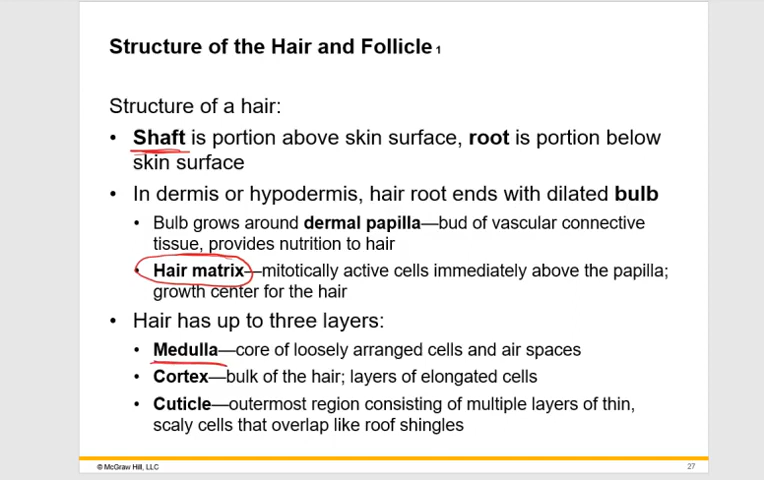 Structure of the Hair and Follicle 1
Structure of a hair:
• Shaft is portion above skin surface, root is portion below
skin surface
• In dermis or hypodermis, hair root ends with dilated bulb
• Bulb grows around dermal papilla—bud of vascular connective
tissue, provides nutrition to hair
• Hair matrix—mitotically active cells immediately above the papilla;
growth center for the hair
• Hair has up to three layers:
• Medulla—core of loosely arranged cells and air spaces
• Cortex—bulk of the hair; layers of elongated cells
• Cuticle—outermost region consisting of multiple layers of thin,
scaly cells that overlap like roof shingles
© McGraw Hill, LLC
27